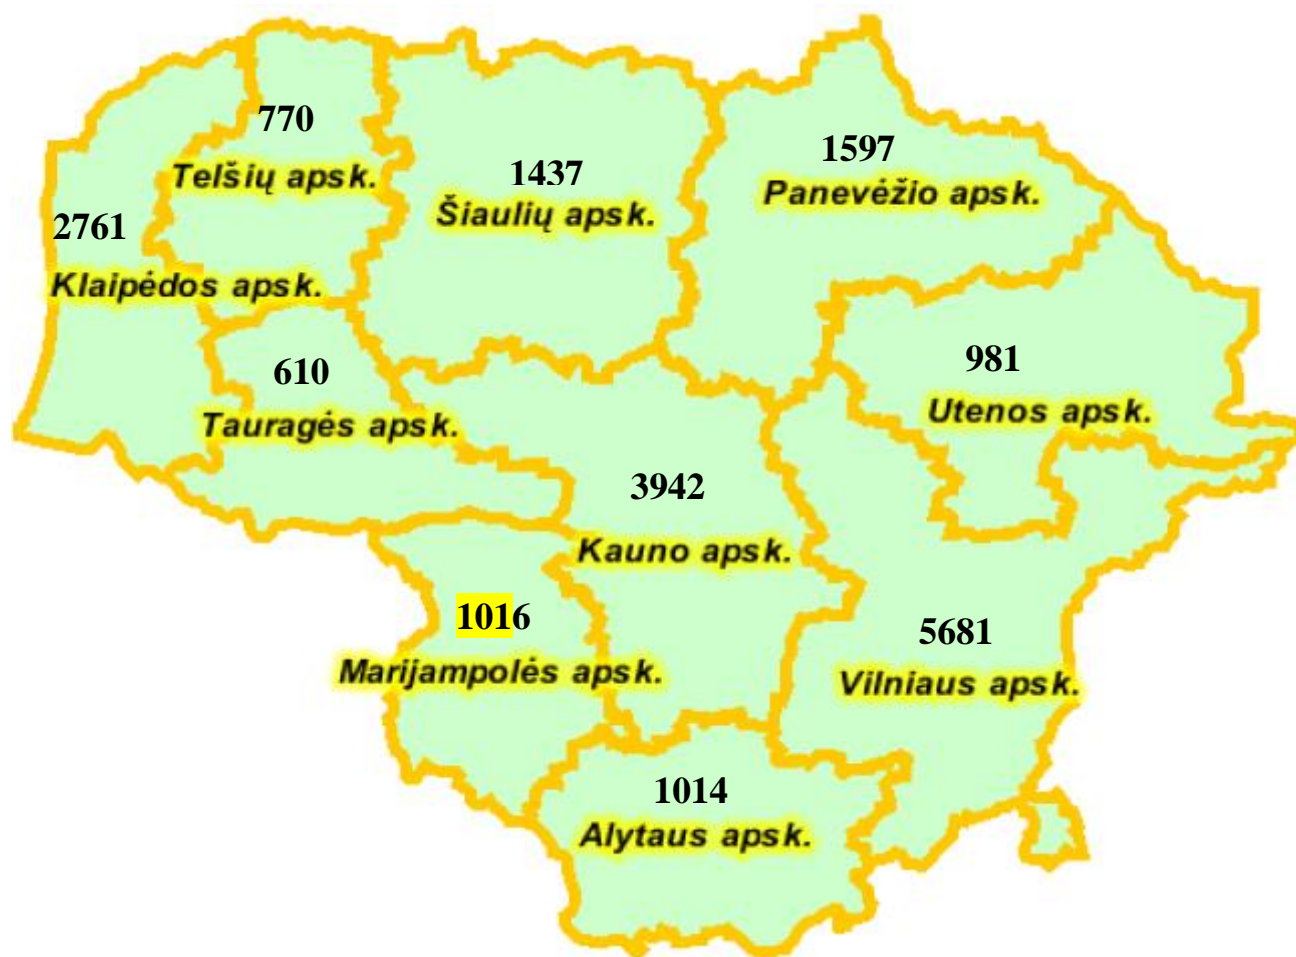 770
Telšių apsk.
1437
Šiaulių apsk.
1597
Panevėžio apsk.
2761
Klaipėdos apsk.
610
Tauragės apsk.
981
Utenos apsk.
3942
Kauno apsk.
1016
Marijampolės apsk.
5681
Vilniaus apsk.
1014
Alytaus apsk.